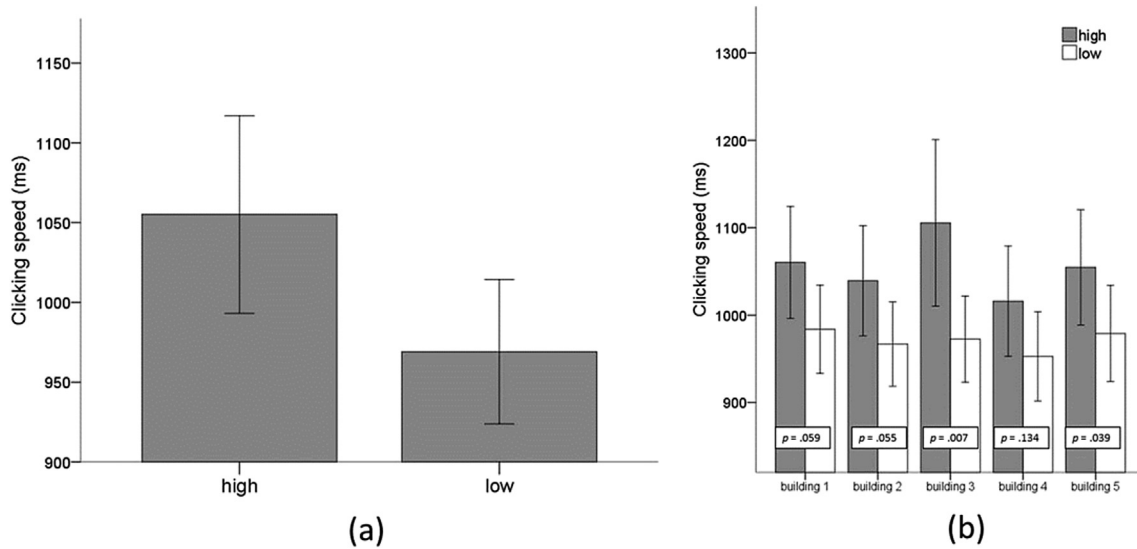 Clicking speed (ms)
1150
1100
1050
1000
950
900
high
low
(a)
Clicking speed (ms)
1300
1200
1100
1000
900
high
low
p = .059
p = .055
p = .007
p = .134
p = .039
building 1
building 2
building 3
building 4
building 5
(b)